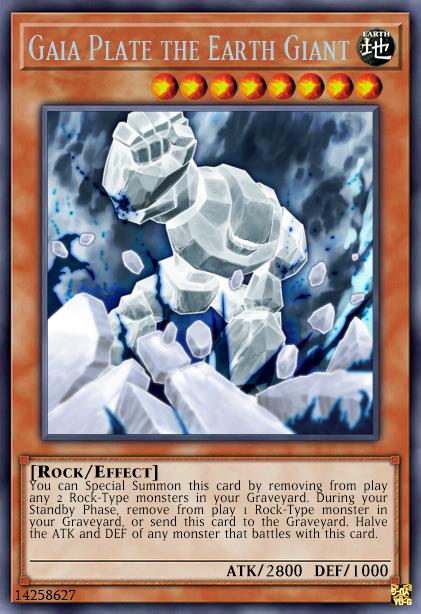 GAIA PLATE THE EARTH GIANT
EARTH
地
[ROCK/EFFECT]
You can Special Summon this card by removing from play
any 2 Rock-Type monsters in your Graveyard. During your
Standby Phase, remove from play 1 Rock-Type monster in
your Graveyard, or send this card to the Graveyard. Halve
the ATK and DEF of any monster that battles with this card.
ATK/2800 DEF/1000
14258627